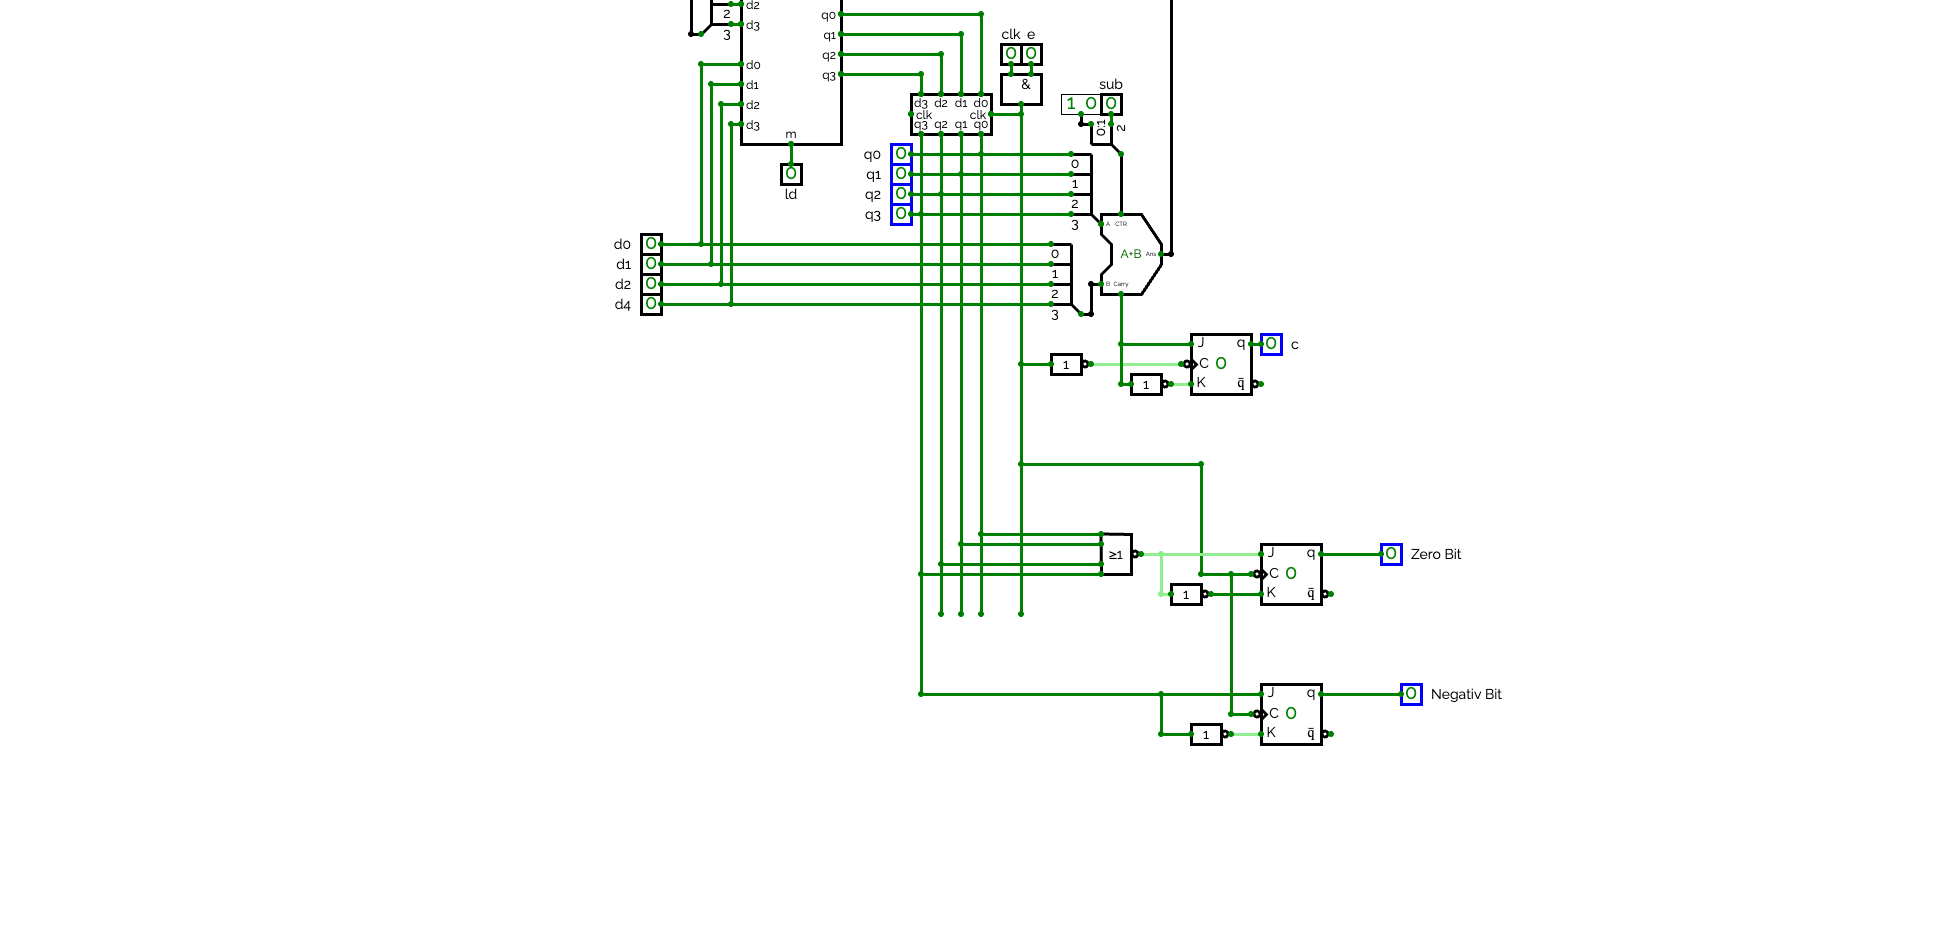 d2
2
d3
3
q0
q1
q2
q3
d0
d1
d2
d3
m
0
ld
clk e
0 0
&
sub
1 0 0
0:1
2
d3 d2 d1 d0
clk clk
q3 q2 q1 q0
q0 0
q1 0
q2 0
q3 0
0
1
2
3
d0 0
d1 0
d2 0
d4 0
0
1
2
3
A CTR
A+B Ans
B Carry
1
1
J q
C 0
K q̄
0 c
≥1
1
J q
C 0
K q̄
0 Zero Bit
1
J q
C 0
K q̄
0 Negativ Bit